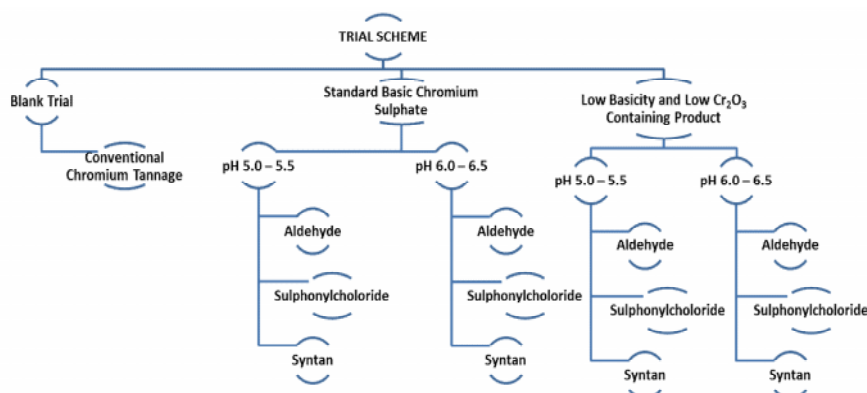 TRIAL SCHEME
Blank Trial
Conventional
Chromium Tannage
Standard Basic Chromium
Sulphate
pH 5.0 – 5.5
Aldehyde
Sulphonylcholoride
Syntan
pH 6.0 – 6.5
Aldehyde
Sulphonylcholoride
Syntan
Low Basicity and Low Cr₂O₃
Containing Product
pH 5.0 – 5.5
Aldehyde
Sulphonylcholoride
Syntan
pH 6.0 – 6.5
Aldehyde
Sulphonylcholoride
Syntan